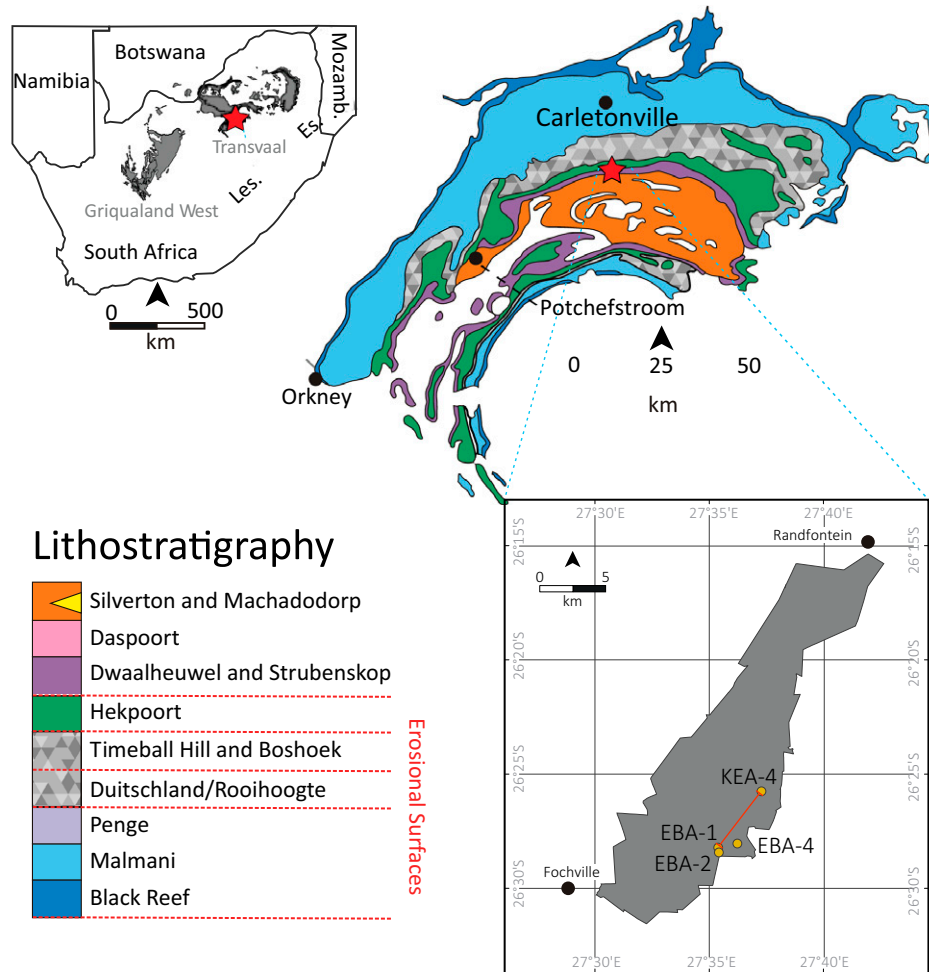 Namibia
Botswana
Mozamb.
Es.
Transvaal
Les.
Griqualand West
South Africa
0 500
km
Carletonville
Potchefstroom
Orkney
0 25 50
km
Lithostratigraphy
Silverton and Machadodorp
Daspoort
Dwaalheuwel and Strubenskop
Hekpoort
Timeball Hill and Boshoek
Duitschland/Rooihoogte
Penge
Malmani
Black Reef
Erosional Surfaces
27°30'E 27°35'E 27°40'E
Randfontein
26°15'S 26°15'S
0 5
km
26°20'S 26°20'S
26°25'S 26°25'S
KEA-4
EBA-1
EBA-4
EBA-2
Fochville
26°30'S 26°30'S
27°30'E 27°35'E 27°40'E